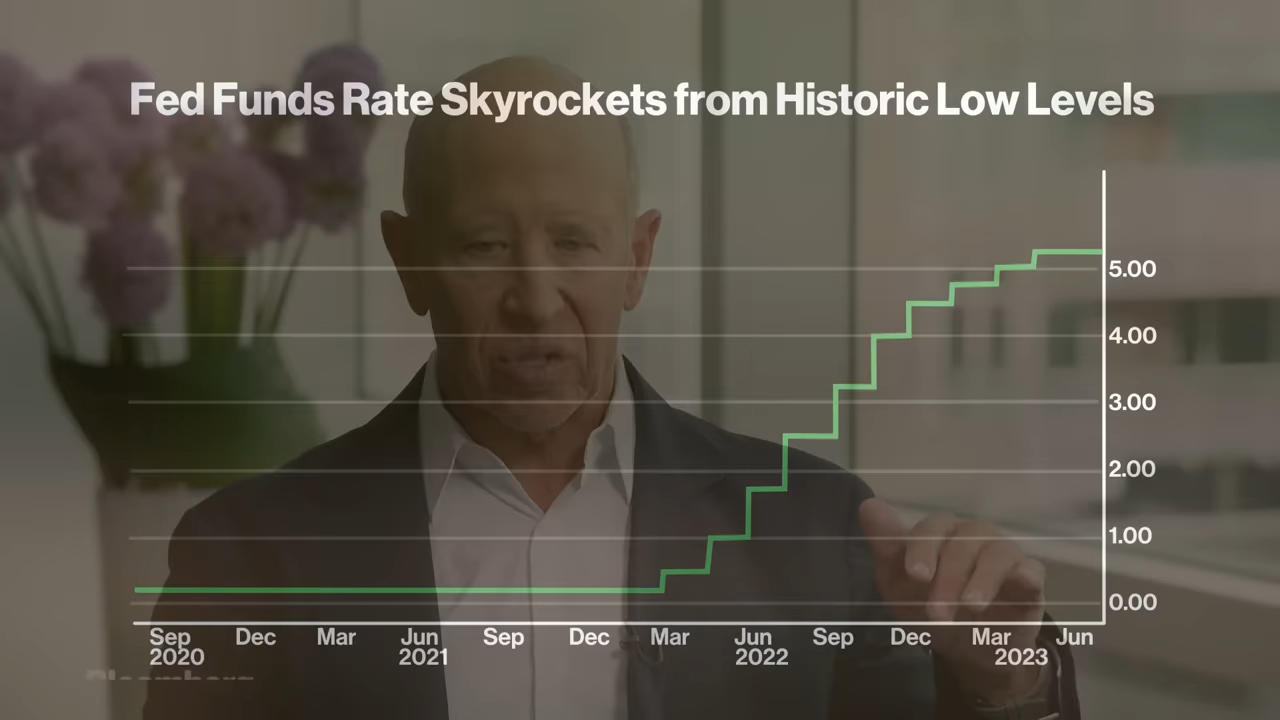 Fed Funds Rate Skyrockets from Historic Low Levels
5.00
4.00
3.00
2.00
1.00
0.00
Sep Dec Mar Jun Sep Dec Mar Jun Sep Dec Mar Jun
2020 2021 2022 2023
Bloomberg